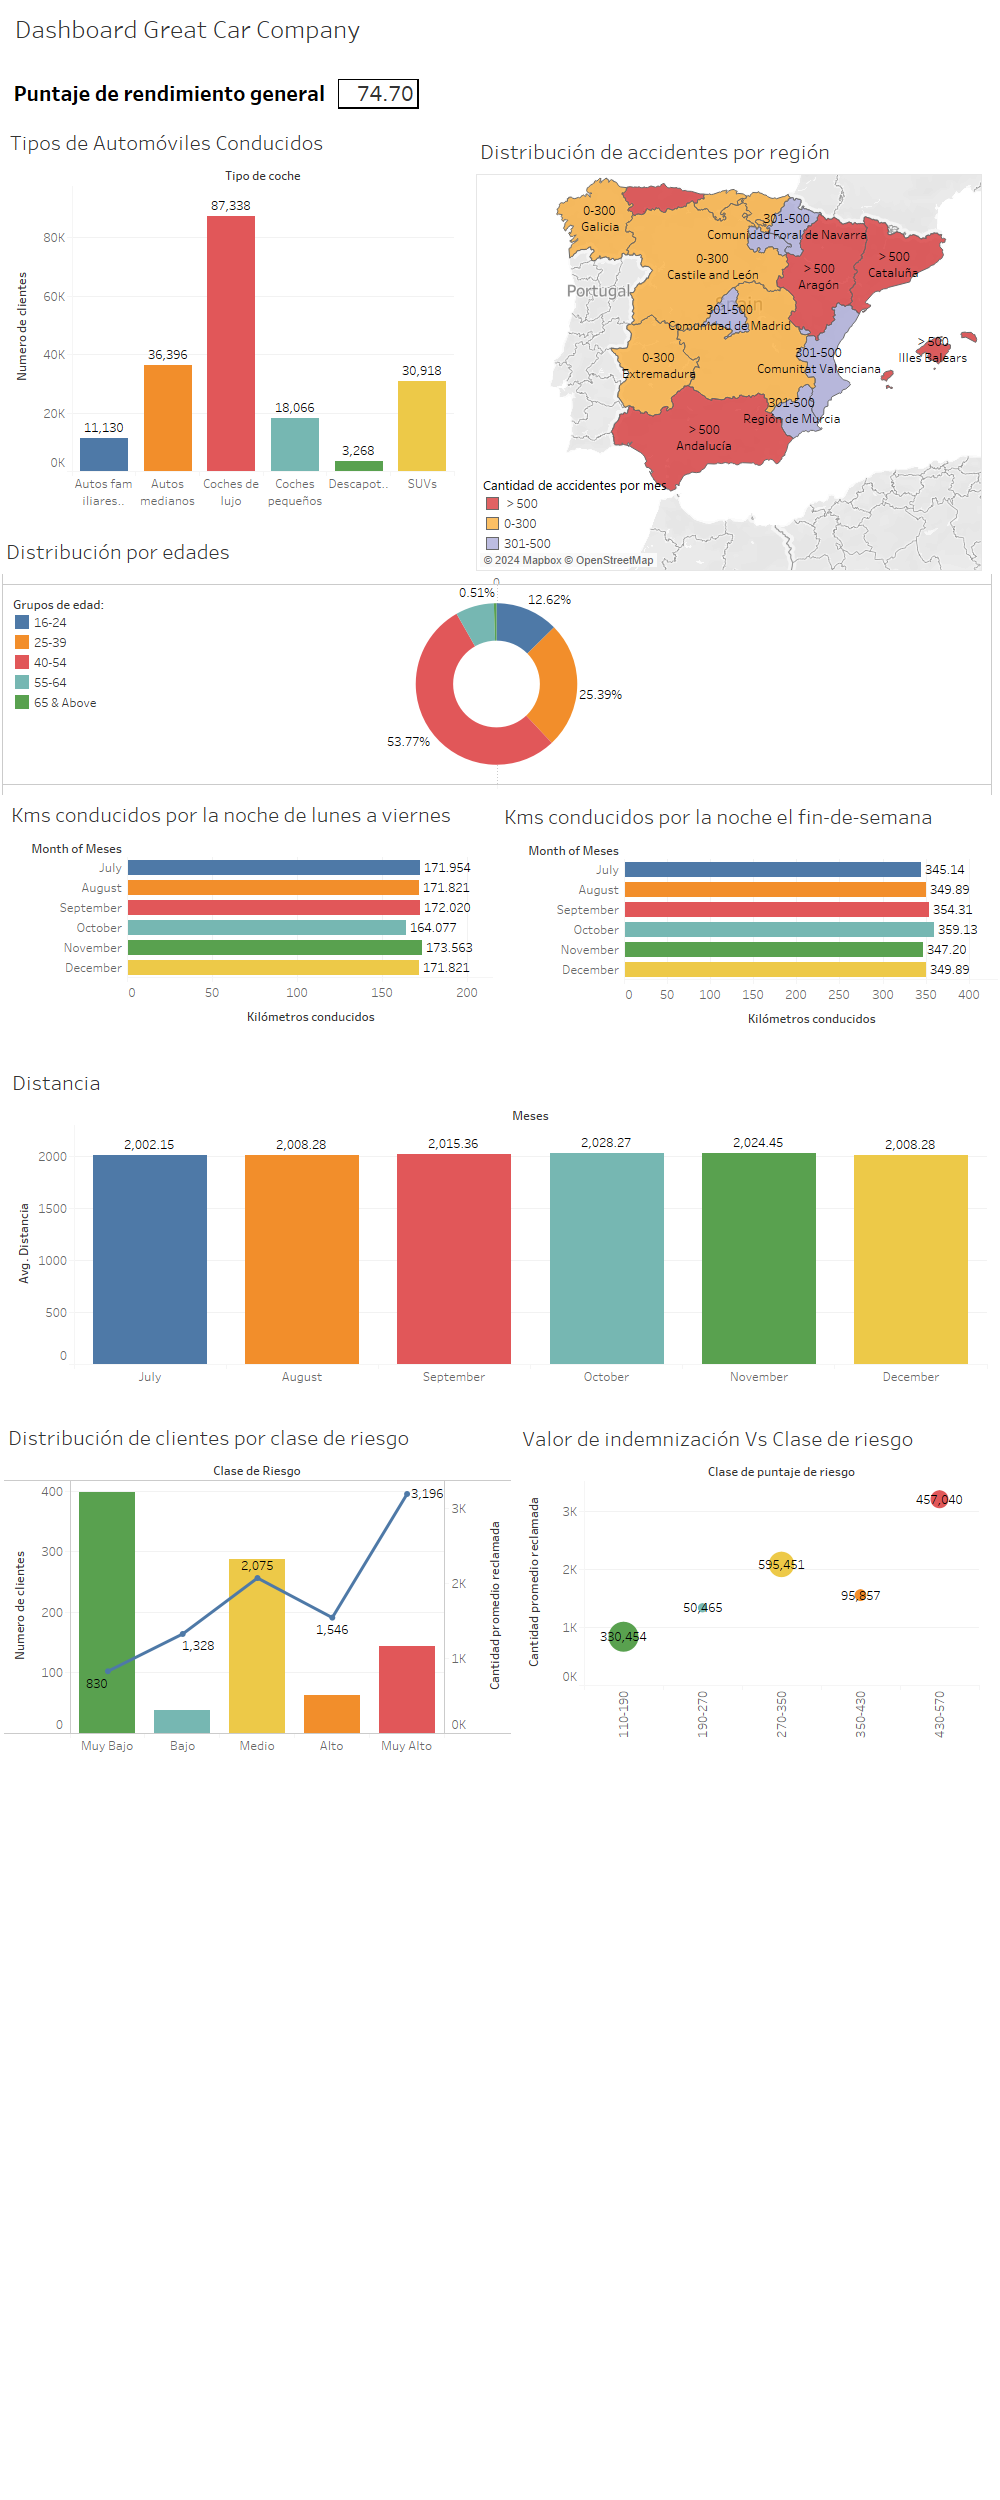 Dashboard Great Car Company
Puntaje de rendimiento general 74.70
Tipos de Automóviles Conducidos
Tipo de coche
Numero de clientes
80K
60K
40K
20K
0K
11,130
36,396
87,338
18,066
3,268
30,918
Autos fam
iliares..
Autos
medianos
Coches de
lujo
Coches
pequeños
Descapot..
SUVs
Distribución de accidentes por región
0-300
Galicia
301-500
Comunidad Foral de Navarra
> 500
Cataluña
0-300
Castile and León
> 500
Aragón
Portugal
Spain
301-500
Comunidad de Madrid
> 500
Illes Balears
0-300
Extremadura
301-500
Comunitat Valenciana
301-500
Región de Murcia
> 500
Andalucía
Cantidad de accidentes por mes
> 500
0-300
301-500
© 2024 Mapbox © OpenStreetMap
Distribución por edades
Grupos de edad:
16-24
25-39
40-54
55-64
65 & Above
0
0.51%
12.62%
25.39%
53.77%
Kms conducidos por la noche de lunes a viernes
Month of Meses
July 171.954
August 171.821
September 172.020
October 164.077
November 173.563
December 171.821
0 50 100 150 200
Kilómetros conducidos
Kms conducidos por la noche el fin-de-semana
Month of Meses
July 345.14
August 349.89
September 354.31
October 359.13
November 347.20
December 349.89
0 50 100 150 200 250 300 350 400
Kilómetros conducidos
Distancia
Meses
Avg. Distancia
2000
1500
1000
500
0
2,002.15
2,008.28
2,015.36
2,028.27
2,024.45
2,008.28
July August September October November December
Distribución de clientes por clase de riesgo
Clase de Riesgo
Numero de clientes
400
300
200
100
0
830
1,328
2,075
1,546
3,196
3K
2K
1K
0K
Cantidad promedio reclamada
Muy Bajo Bajo Medio Alto Muy Alto
Valor de indemnización Vs Clase de riesgo
Clase de puntaje de riesgo
Cantidad promedio reclamada
3K
2K
1K
0K
330,454
50,465
595,451
95,857
457,040
110-190
190-270
270-350
350-430
430-570